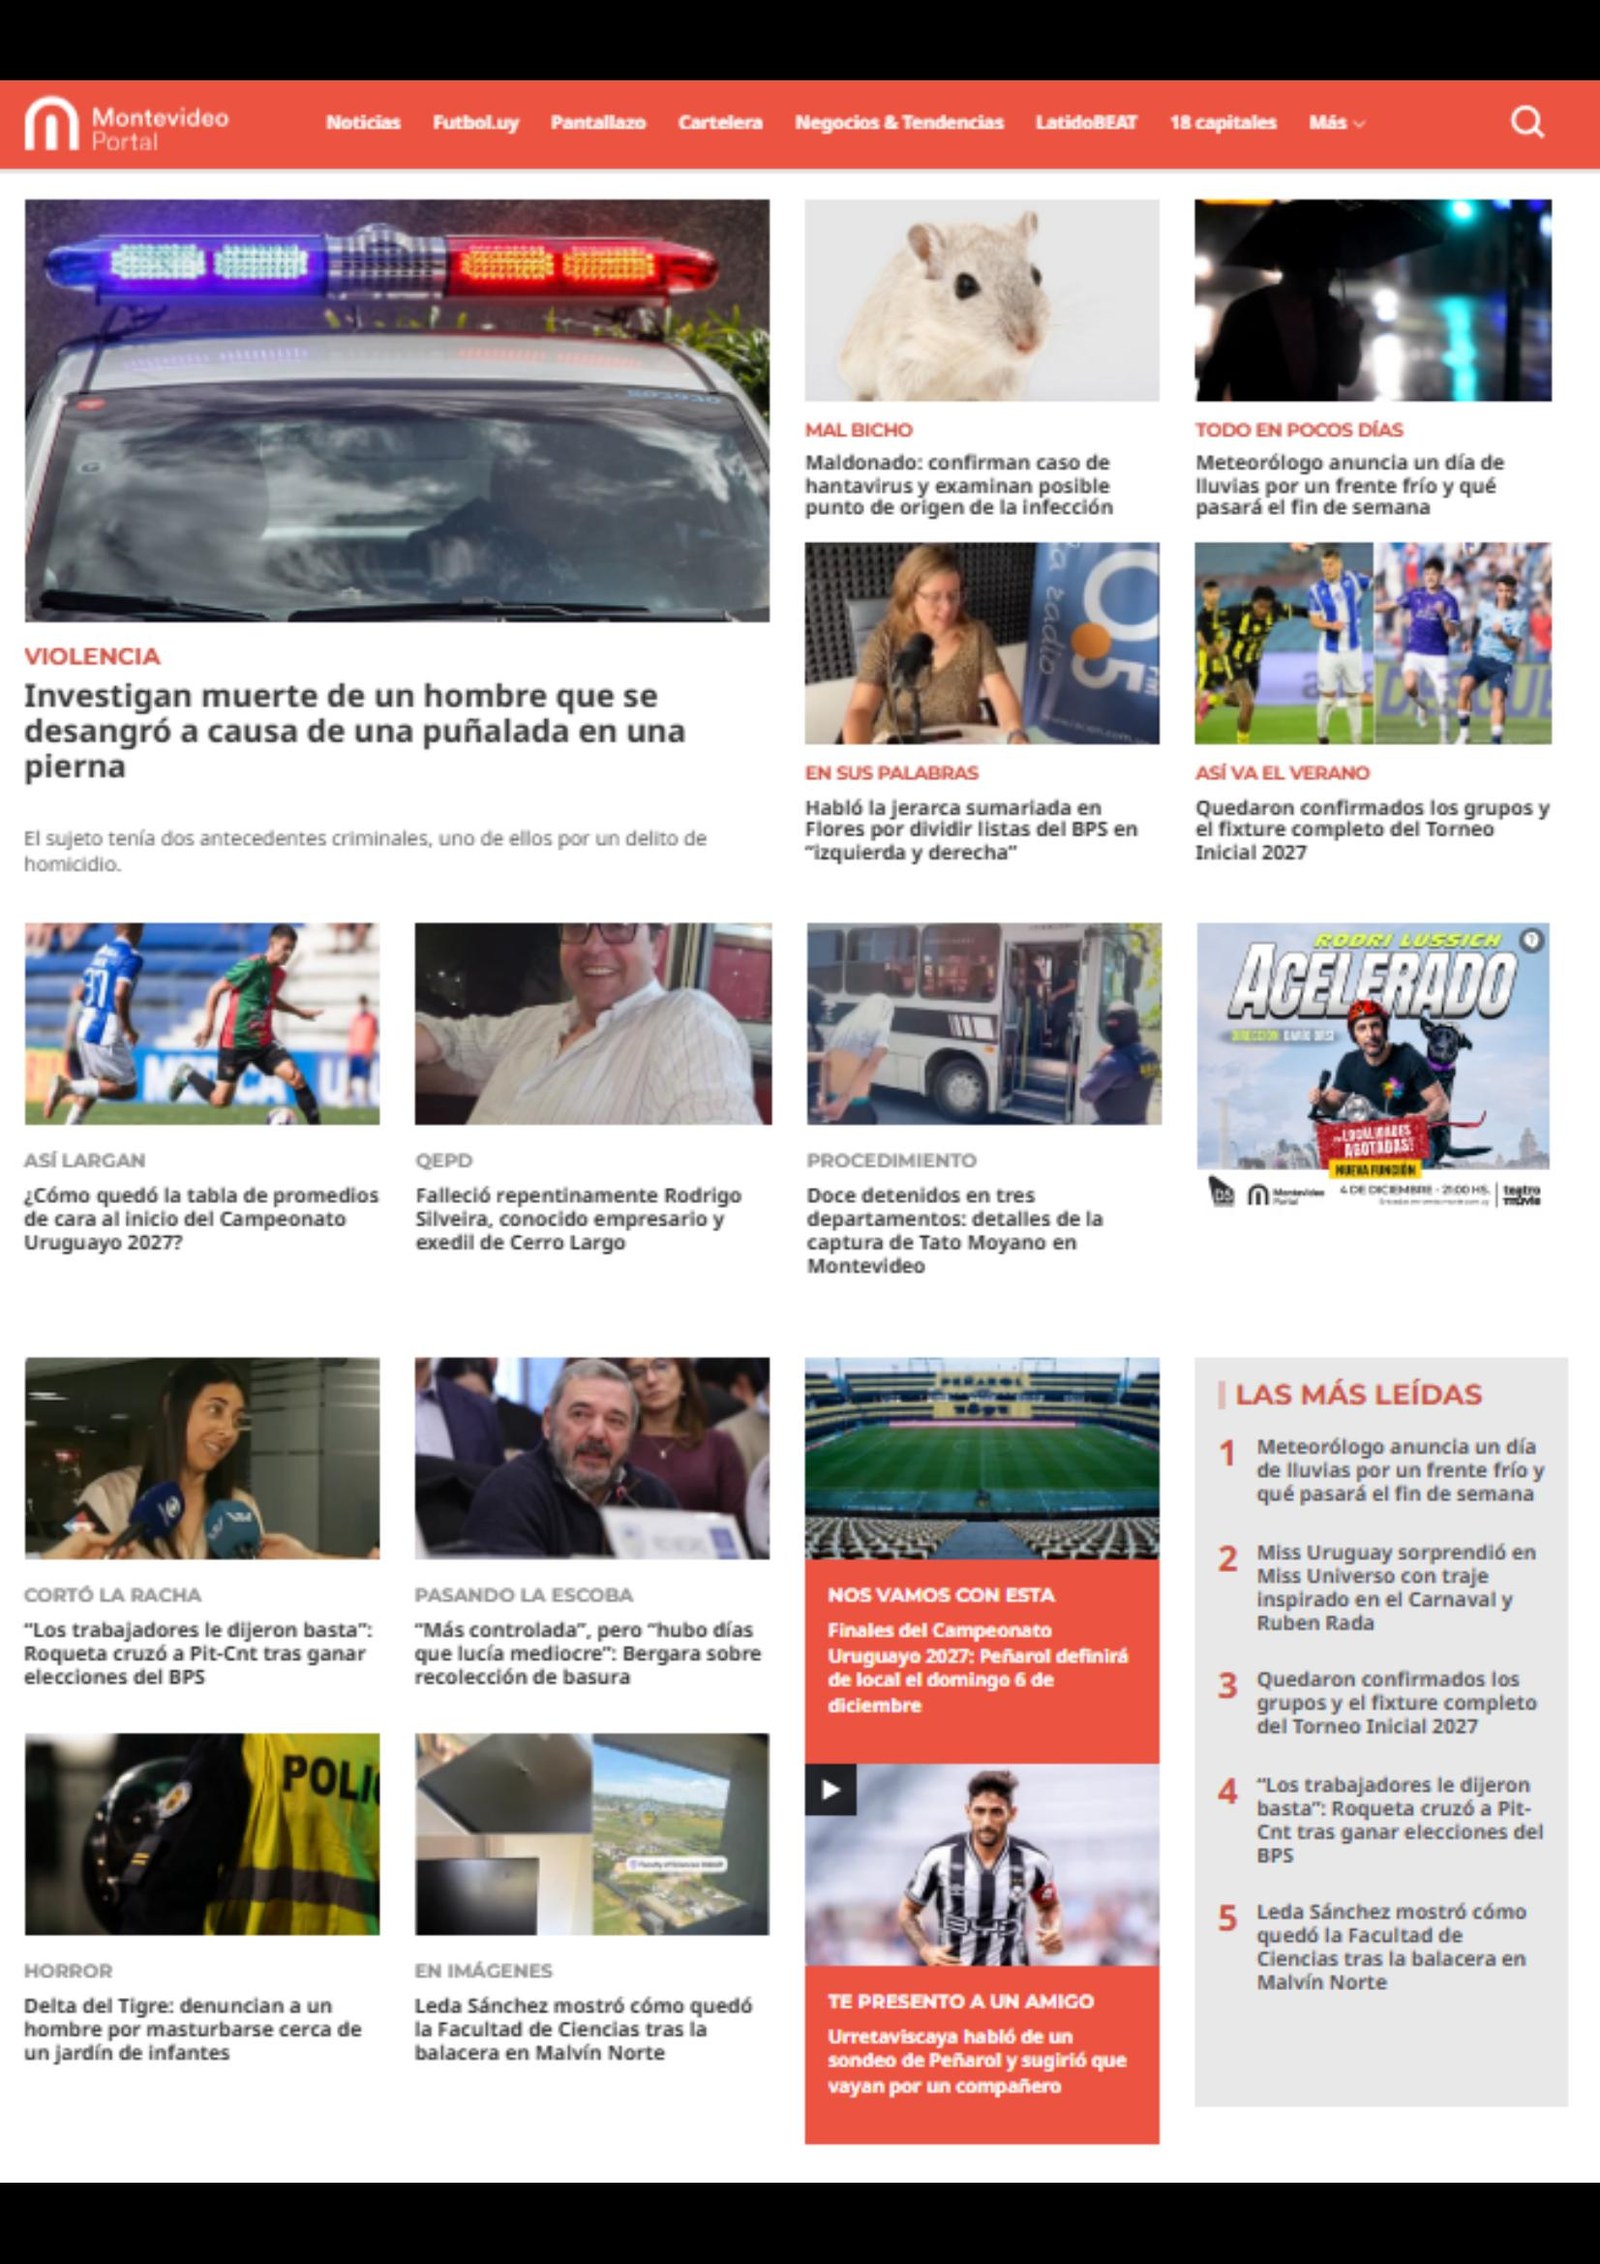 Montevideo
Portal
Noticias
Futbol.uy
Pantallazo
Cartelera
Negocios & Tendencias
LatidoBEAT
18 capitales
Más
VIOLENCIA
Investigan muerte de un hombre que se
desangró a causa de una puñalada en una
pierna
El sujeto tenía dos antecedentes criminales, uno de ellos por un delito de
homicidio.
MAL BICHO
Maldonado: confirman caso de
hantavirus y examinan posible
punto de origen de la infección
TODO EN POCOS DÍAS
Meteorólogo anuncia un día de
lluvias por un frente frío y qué
pasará el fin de semana
radio
FM
EN SUS PALABRAS
Habló la jerarca sumariada en
Flores por dividir listas del BPS en
“izquierda y derecha”
ASÍ VA EL VERANO
Quedaron confirmados los grupos y
el fixture completo del Torneo
Inicial 2027
ASÍ LARGAN
¿Cómo quedó la tabla de promedios
de cara al inicio del Campeonato
Uruguayo 2027?
QEPD
Falleció repentinamente Rodrigo
Silveira, conocido empresario y
exedil de Cerro Largo
PROCEDIMIENTO
Doce detenidos en tres
departamentos: detalles de la
captura de Tato Moyano en
Montevideo
RODRI LUSSICH
ACELERADO
¡LOCALIDADES
AGOTADAS!
NUEVA FUNCIÓN
Montevideo
Portal
4 DE DICIEMBRE - 21:00 HS.
teatro
movie
CORTÓ LA RACHA
“Los trabajadores le dijeron basta”:
Roqueta cruzó a Pit-Cnt tras ganar
elecciones del BPS
PASANDO LA ESCOBA
“Más controlada”, pero “hubo días
que lucía mediocre”: Bergara sobre
recolección de basura
PEÑAROL
NOS VAMOS CON ESTA
Finales del Campeonato
Uruguayo 2027: Peñarol definirá
de local el domingo 6 de
diciembre
LAS MÁS LEÍDAS
1 Meteorólogo anuncia un día
de lluvias por un frente frío y
qué pasará el fin de semana
2 Miss Uruguay sorprendió en
Miss Universo con traje
inspirado en el Carnaval y
Ruben Rada
3 Quedaron confirmados los
grupos y el fixture completo
del Torneo Inicial 2027
4 “Los trabajadores le dijeron
basta”: Roqueta cruzó a Pit-
Cnt tras ganar elecciones del
BPS
5 Leda Sánchez mostró cómo
quedó la Facultad de
Ciencias tras la balacera en
Malvín Norte
POLIC
HORROR
Delta del Tigre: denuncian a un
hombre por masturbarse cerca de
un jardín de infantes
EN IMÁGENES
Leda Sánchez mostró cómo quedó
la Facultad de Ciencias tras la
balacera en Malvín Norte
BYD
TE PRESENTO A UN AMIGO
Urretaviscaya habló de un
sondeo de Peñarol y sugirió que
vayan por un compañero